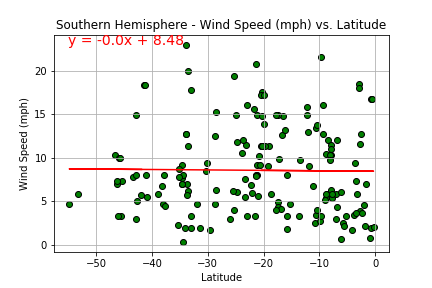 Southern Hemisphere - Wind Speed (mph) vs. Latitude
y = -0.0x + 8.48
Wind Speed (mph)
20
15
10
5
0
−50
−40
−30
−20
−10
0
Latitude